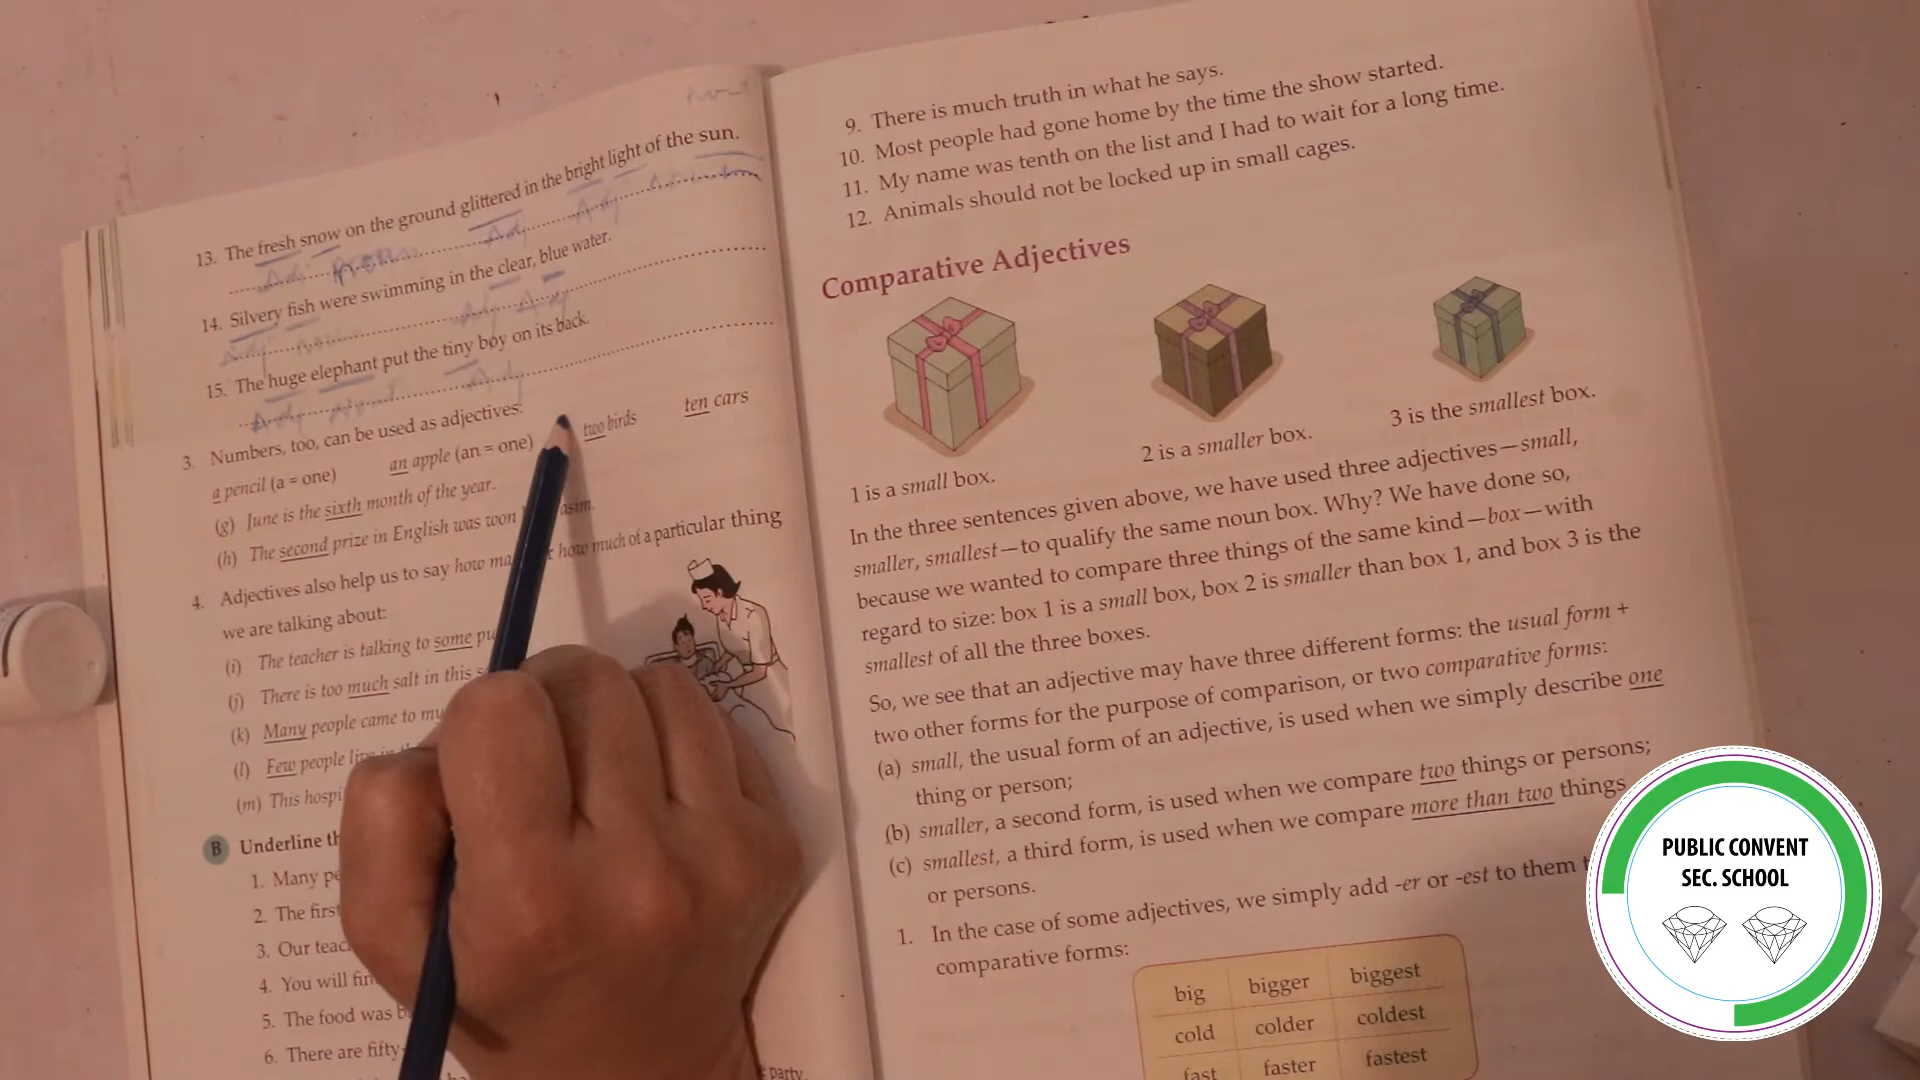 13. The fresh snow on the ground glittered in the bright light of the sun.
14. Silvery fish were swimming in the clear, blue water.
15. The huge elephant put the tiny boy on its back.
3. Numbers, too, can be used as adjectives:
a pencil (a = one) an apple (an = one) two birds ten cars
(g) June is the sixth month of the year.
(h) The second prize in English was won
4. Adjectives also help us to say how how much of a particular thing
we are talking about:
(i) The teacher is talking to some
(j) There is too much salt in this
(k) Many people came to my
(l) Few people
(m) This
B Underline
1. Many
2. The first
3. Our
4. You will
5. The food was
6. There are fifty-
party.
9. There is much truth in what he says.
10. Most people had gone home by the time the show started.
11. My name was tenth on the list and I had to wait for a long time.
12. Animals should not be locked up in small cages.
Comparative Adjectives
1 is a small box.
2 is a smaller box.
3 is the smallest box.
In the three sentences given above, we have used three adjectives—small,
smaller, smallest—to qualify the same noun box. Why? We have done so,
because we wanted to compare three things of the same kind—box—with
regard to size: box 1 is a small box, box 2 is smaller than box 1, and box 3 is the
smallest of all the three boxes.
So, we see that an adjective may have three different forms: the usual form +
two other forms for the purpose of comparison, or two comparative forms:
(a) small, the usual form of an adjective, is used when we simply describe one
thing or person;
(b) smaller, a second form, is used when we compare two things or persons;
(c) smallest, a third form, is used when we compare more than two things
or persons.
1. In the case of some adjectives, we simply add -er or -est to them
comparative forms:
big bigger biggest
cold colder coldest
fast faster fastest
PUBLIC CONVENT
SEC. SCHOOL